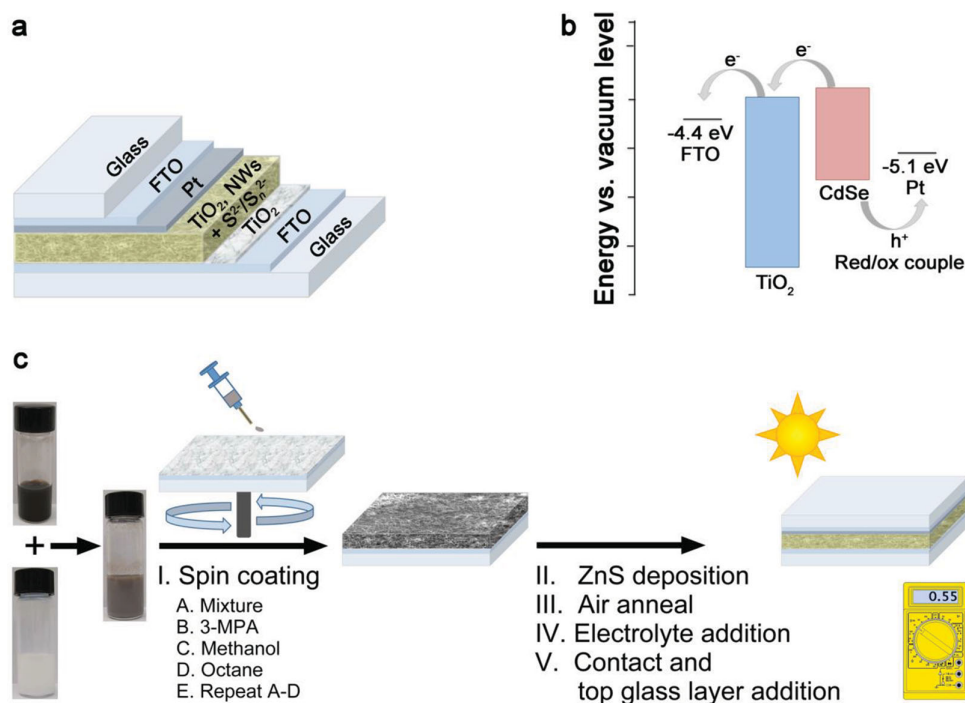 a
Glass
FTO
Pt
TiO₂, NWs
+ S²⁻/Sₙ²⁻
TiO₂
FTO
Glass
b
Energy vs. vacuum level
e⁻
e⁻
-4.4 eV
FTO
-5.1 eV
Pt
CdSe
h⁺
Red/ox couple
TiO₂
c
+
I. Spin coating
A. Mixture
B. 3-MPA
C. Methanol
D. Octane
E. Repeat A-D
II. ZnS deposition
III. Air anneal
IV. Electrolyte addition
V. Contact and
top glass layer addition
0.55